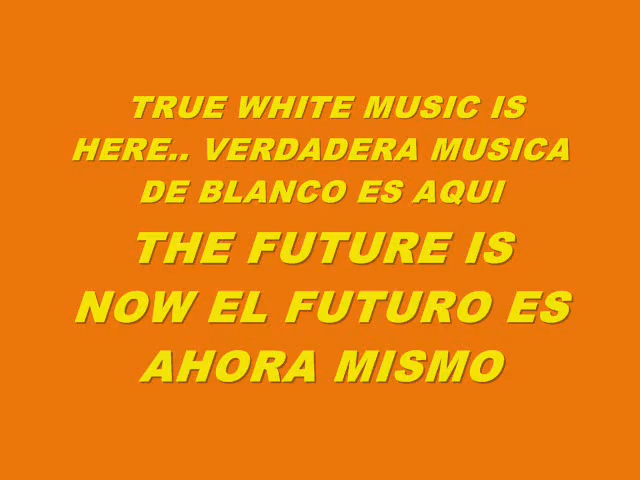 TRUE WHITE MUSIC IS
HERE.. VERDADERA MUSICA
DE BLANCO ES AQUI
THE FUTURE IS
NOW EL FUTURO ES
AHORA MISMO